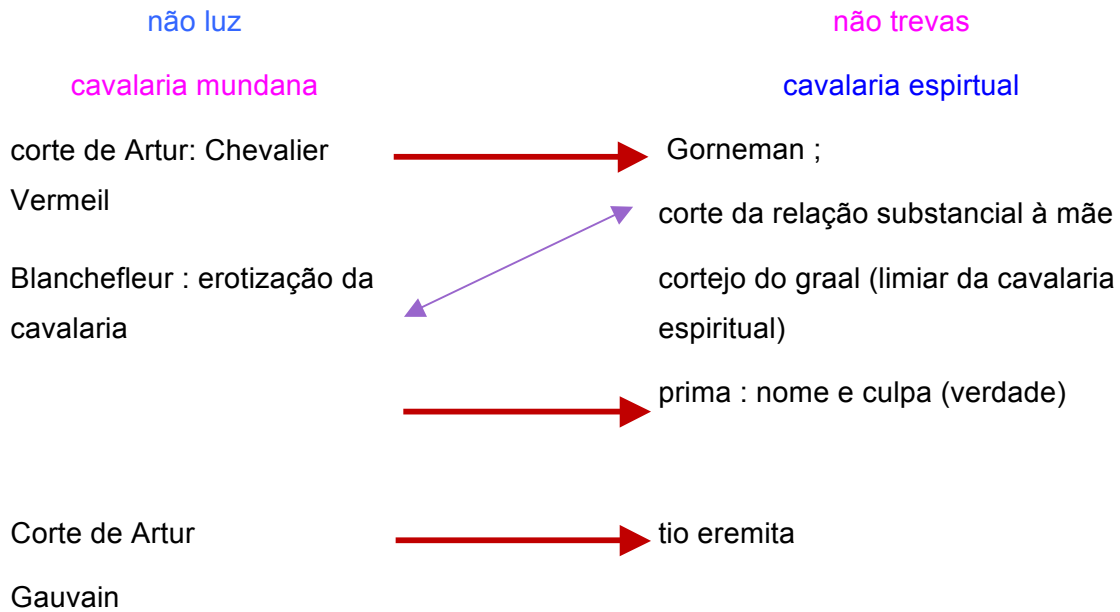 não luz
não trevas
cavalaria mundana
cavalaria espirtual
corte de Artur: Chevalier
Vermeil
Gorneman ;
corte da relação substancial à mãe
Blanchefleur : erotização da
cavalaria
cortejo do graal (limiar da cavalaria
espiritual)
prima : nome e culpa (verdade)
Corte de Artur
tio eremita
Gauvain